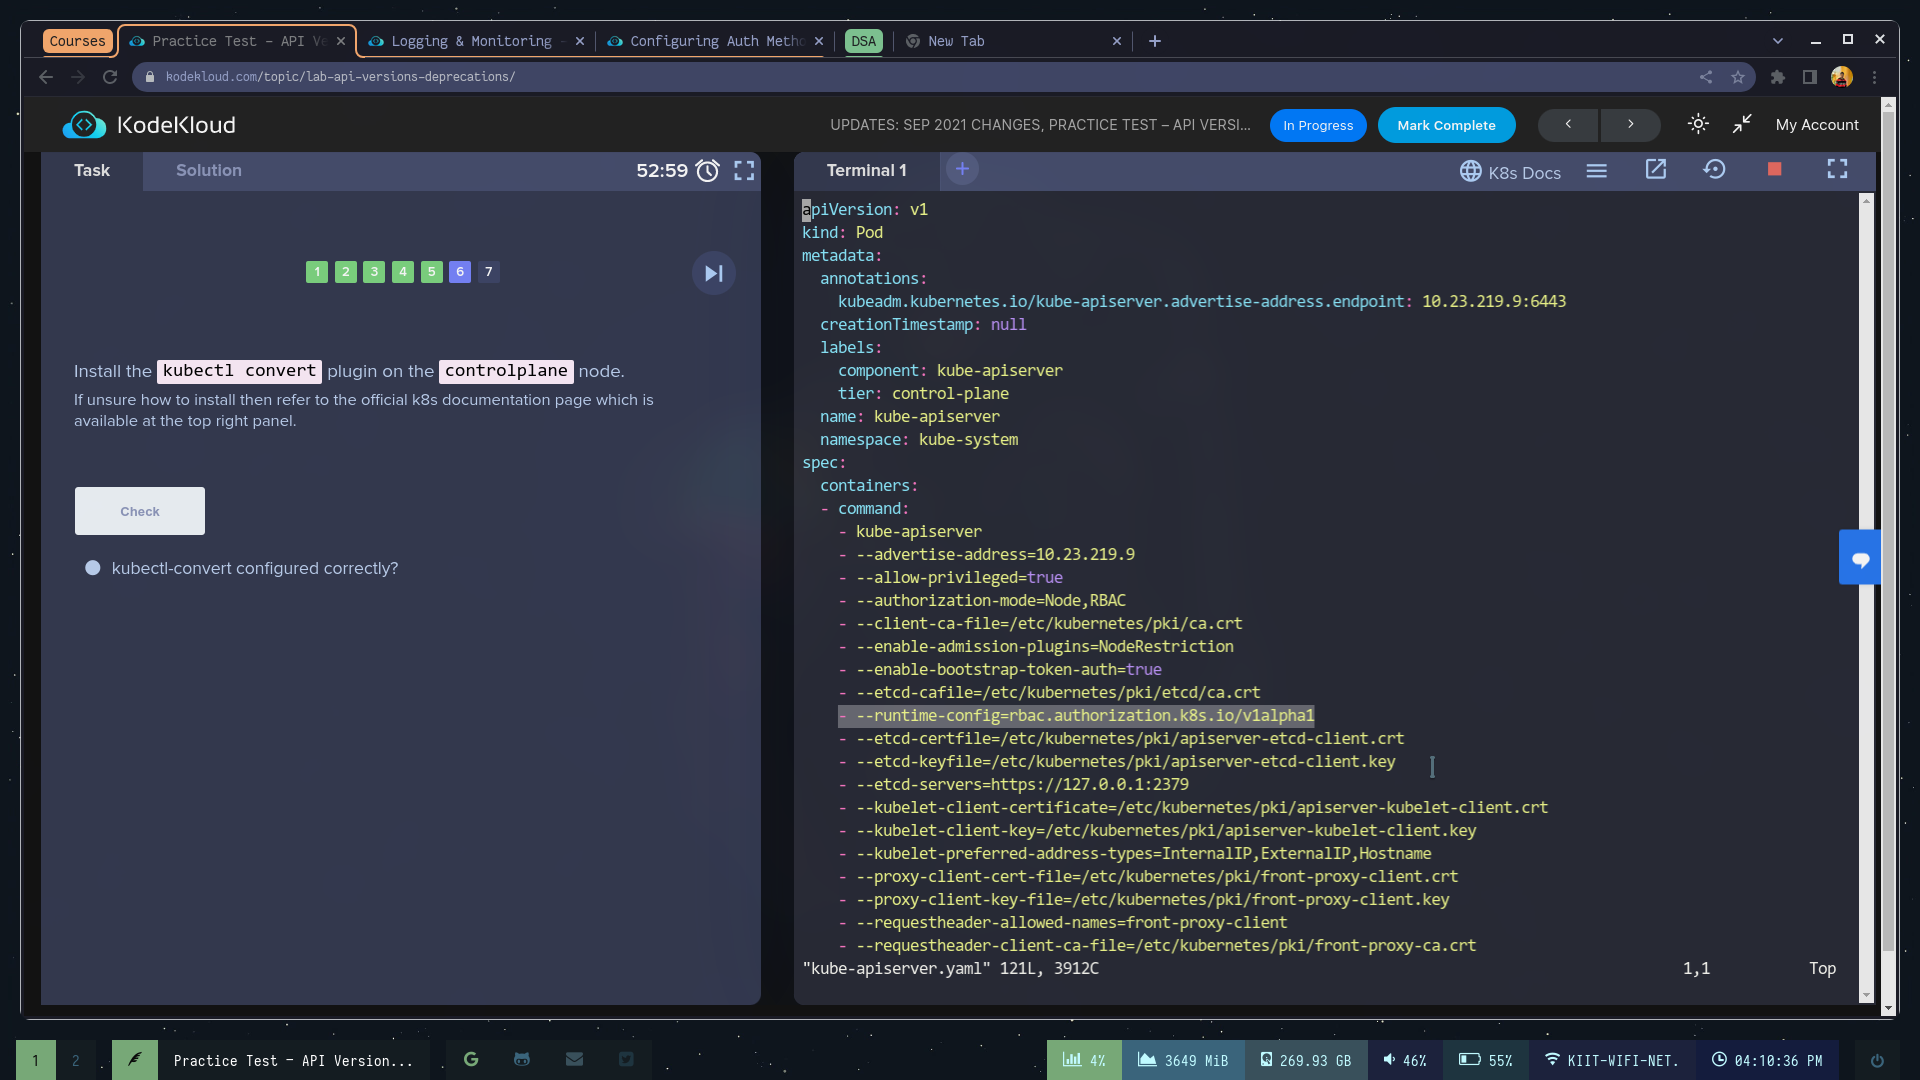 Courses
Practice Test – API Ve
Logging & Monitoring -
Configuring Auth Metho
DSA
New Tab
kodekloud.com/topic/lab-api-versions-deprecations/
KodeKloud
UPDATES: SEP 2021 CHANGES, PRACTICE TEST – API VERSI...
In Progress
Mark Complete
My Account
Task
Solution
52:59
Terminal 1
K8s Docs
1 2 3 4 5 6 7
Install the kubectl convert plugin on the controlplane node.
If unsure how to install then refer to the official k8s documentation page which is
available at the top right panel.
Check
kubectl-convert configured correctly?
apiVersion: v1
kind: Pod
metadata:
  annotations:
    kubeadm.kubernetes.io/kube-apiserver.advertise-address.endpoint: 10.23.219.9:6443
  creationTimestamp: null
  labels:
    component: kube-apiserver
    tier: control-plane
  name: kube-apiserver
  namespace: kube-system
spec:
  containers:
  - command:
    - kube-apiserver
    - --advertise-address=10.23.219.9
    - --allow-privileged=true
    - --authorization-mode=Node,RBAC
    - --client-ca-file=/etc/kubernetes/pki/ca.crt
    - --enable-admission-plugins=NodeRestriction
    - --enable-bootstrap-token-auth=true
    - --etcd-cafile=/etc/kubernetes/pki/etcd/ca.crt
    - --runtime-config=rbac.authorization.k8s.io/v1alpha1
    - --etcd-certfile=/etc/kubernetes/pki/apiserver-etcd-client.crt
    - --etcd-keyfile=/etc/kubernetes/pki/apiserver-etcd-client.key
    - --etcd-servers=https://127.0.0.1:2379
    - --kubelet-client-certificate=/etc/kubernetes/pki/apiserver-kubelet-client.crt
    - --kubelet-client-key=/etc/kubernetes/pki/apiserver-kubelet-client.key
    - --kubelet-preferred-address-types=InternalIP,ExternalIP,Hostname
    - --proxy-client-cert-file=/etc/kubernetes/pki/front-proxy-client.crt
    - --proxy-client-key-file=/etc/kubernetes/pki/front-proxy-client.key
    - --requestheader-allowed-names=front-proxy-client
    - --requestheader-client-ca-file=/etc/kubernetes/pki/front-proxy-ca.crt
"kube-apiserver.yaml" 121L, 3912C
1,1
Top
1
2
Practice Test – API Version...
4%
3649 MiB
269.93 GB
46%
55%
KIIT-WIFI-NET.
04:10:36 PM